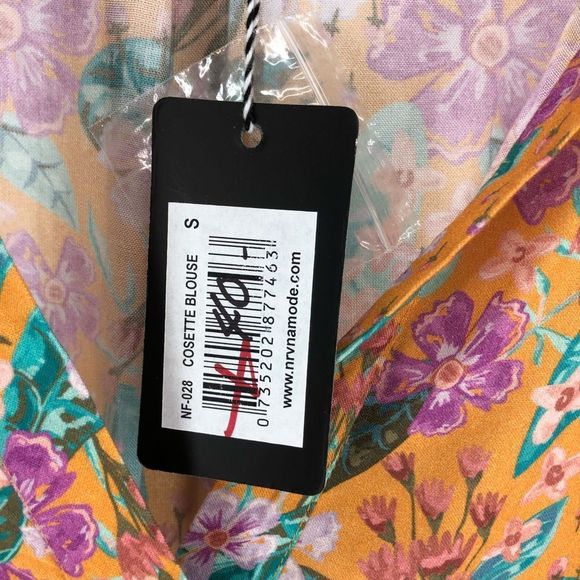 NF-028 COSETTE BLOUSE S
0 735202 877463
www.nrvnamode.com